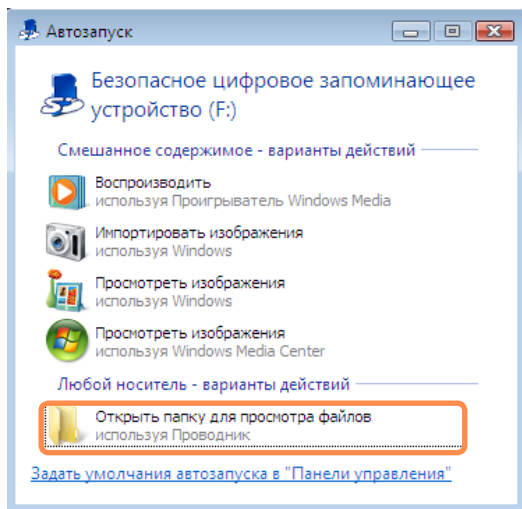 Автозапуск
Безопасное цифровое запоминающее
устройство (F:)
Смешанное содержимое - варианты действий
Воспроизводить
используя Проигрыватель Windows Media
Импортировать изображения
используя Windows
Просмотреть изображения
используя Windows
Просмотреть изображения
используя Windows Media Center
Любой носитель - варианты действий
Открыть папку для просмотра файлов
используя Проводник
Задать умолчания автозапуска в "Панели управления"